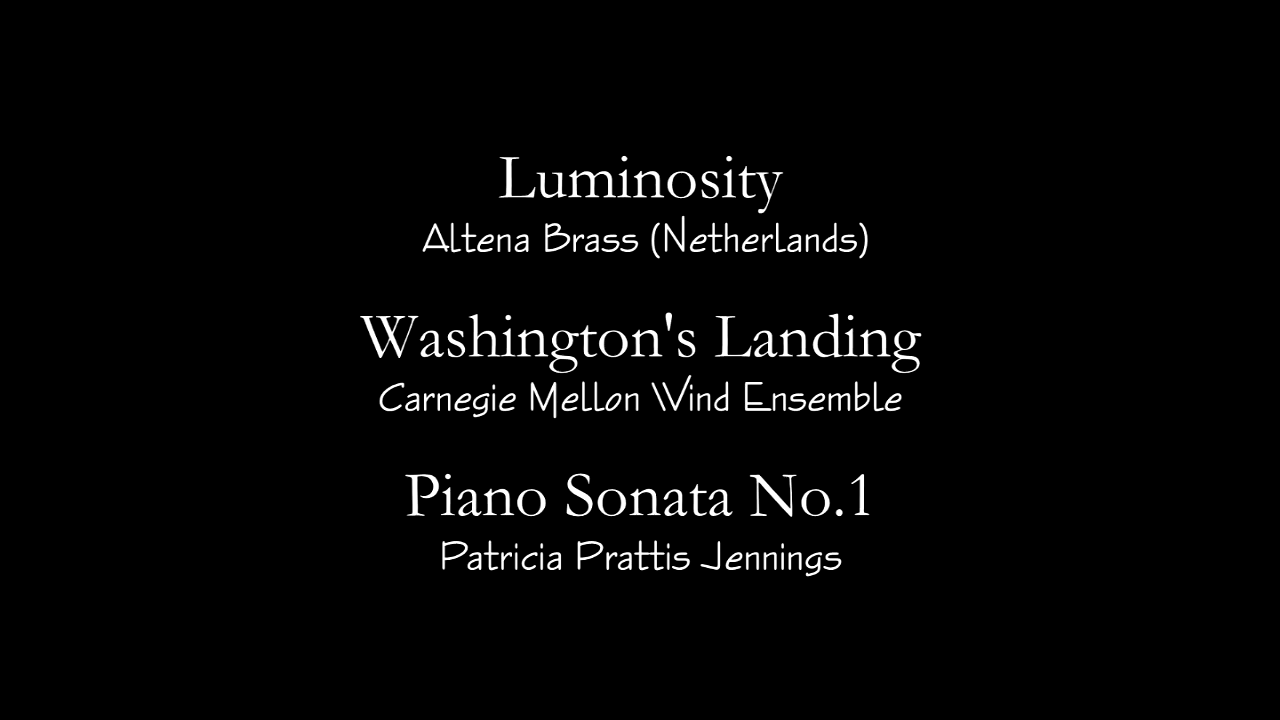 Luminosity
Altena Brass (Netherlands)
Washington's Landing
Carnegie Mellon Wind Ensemble
Piano Sonata No.1
Patricia Prattis Jennings